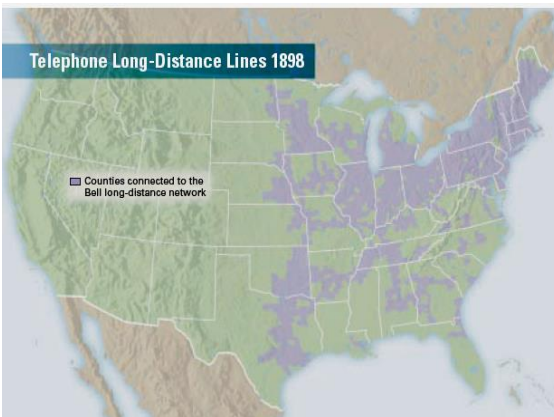 Telephone Long-Distance Lines 1898
Counties connected to the
Bell long-distance network